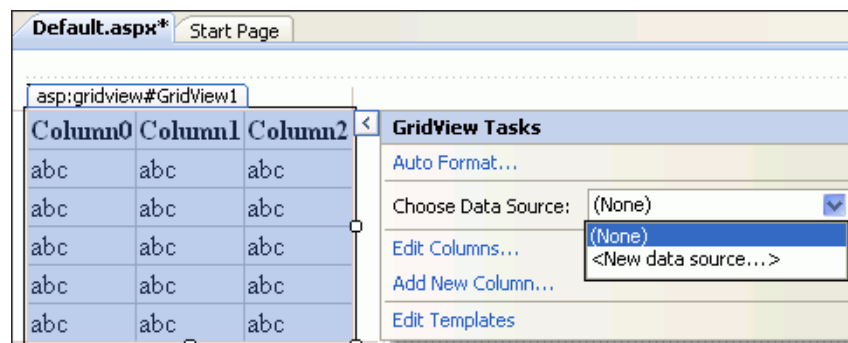 Default.aspx* Start Page
asp:gridview#GridView1
Column0 Column1 Column2
abc abc abc
abc abc abc
abc abc abc
abc abc abc
abc abc abc
<
GridView Tasks
Auto Format...
Choose Data Source: (None)
(None)
<New data source...>
Edit Columns...
Add New Column...
Edit Templates